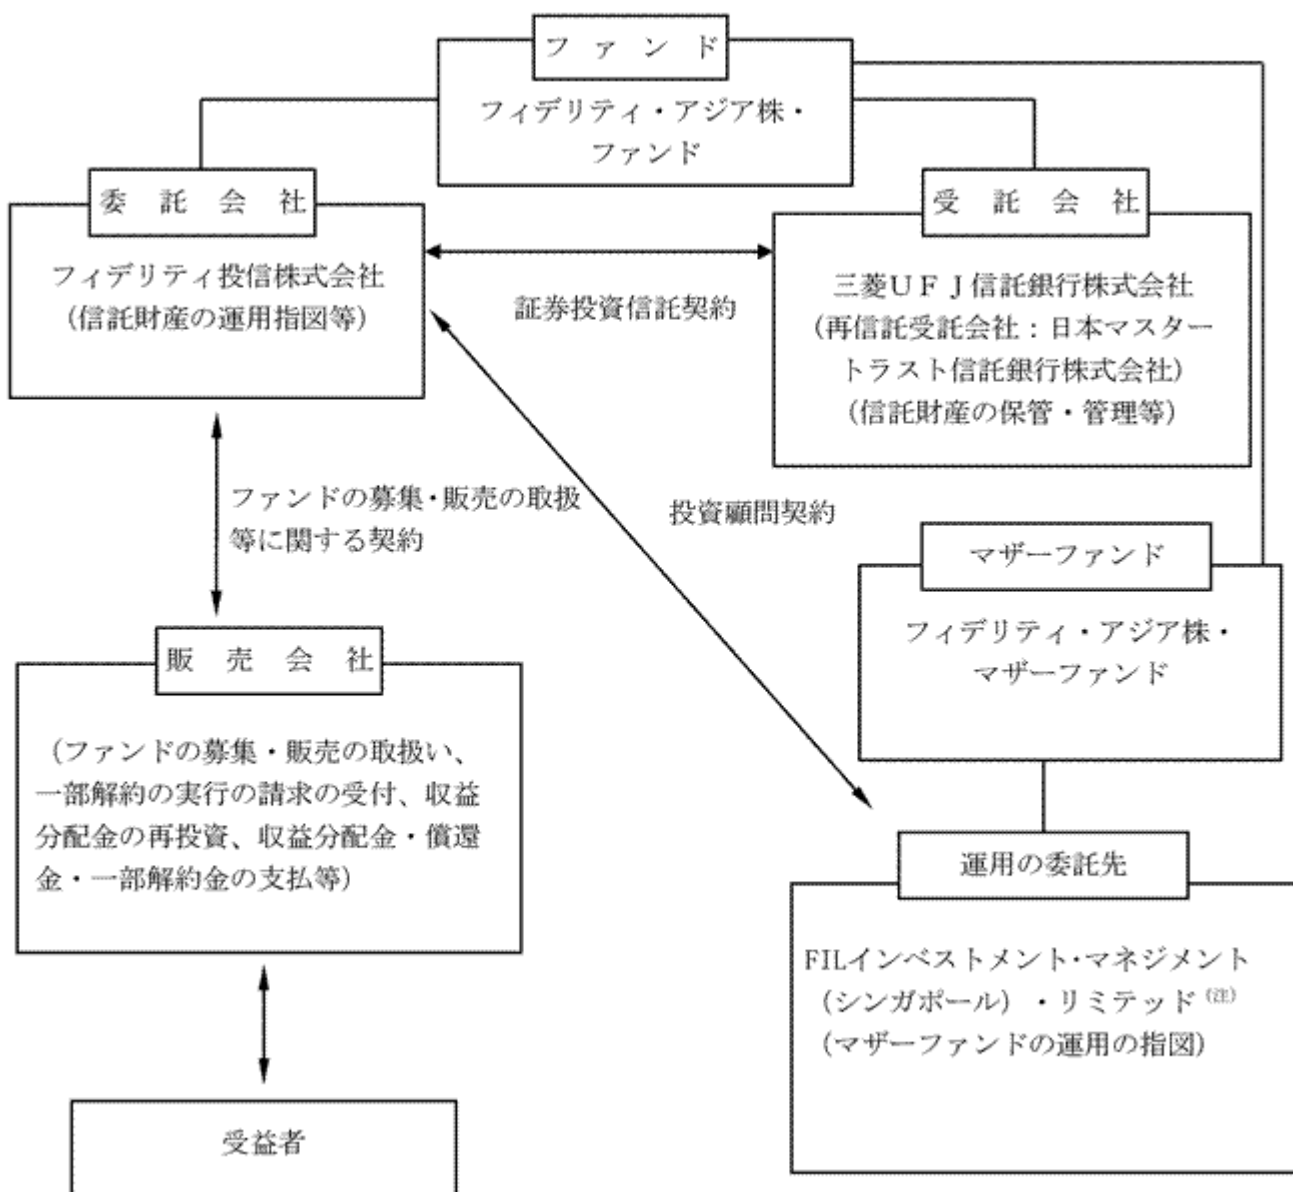 ファンド
フィデリティ・アジア株・
ファンド
委託会社
フィデリティ投信株式会社
(信託財産の運用指図等)
証券投資信託契約
受託会社
三菱UFJ信託銀行株式会社
(再信託受託会社:日本マスター
トラスト信託銀行株式会社)
(信託財産の保管・管理等)
ファンドの募集・販売の取扱
等に関する契約
投資顧問契約
マザーファンド
フィデリティ・アジア株・
マザーファンド
販売会社
(ファンドの募集・販売の取扱い、
一部解約の実行の請求の受付、収益
分配金の再投資、収益分配金・償還
金・一部解約金の支払等)
運用の委託先
FILインベストメント・マネジメント
(シンガポール)・リミテッド(注)
(マザーファンドの運用の指図)
受益者